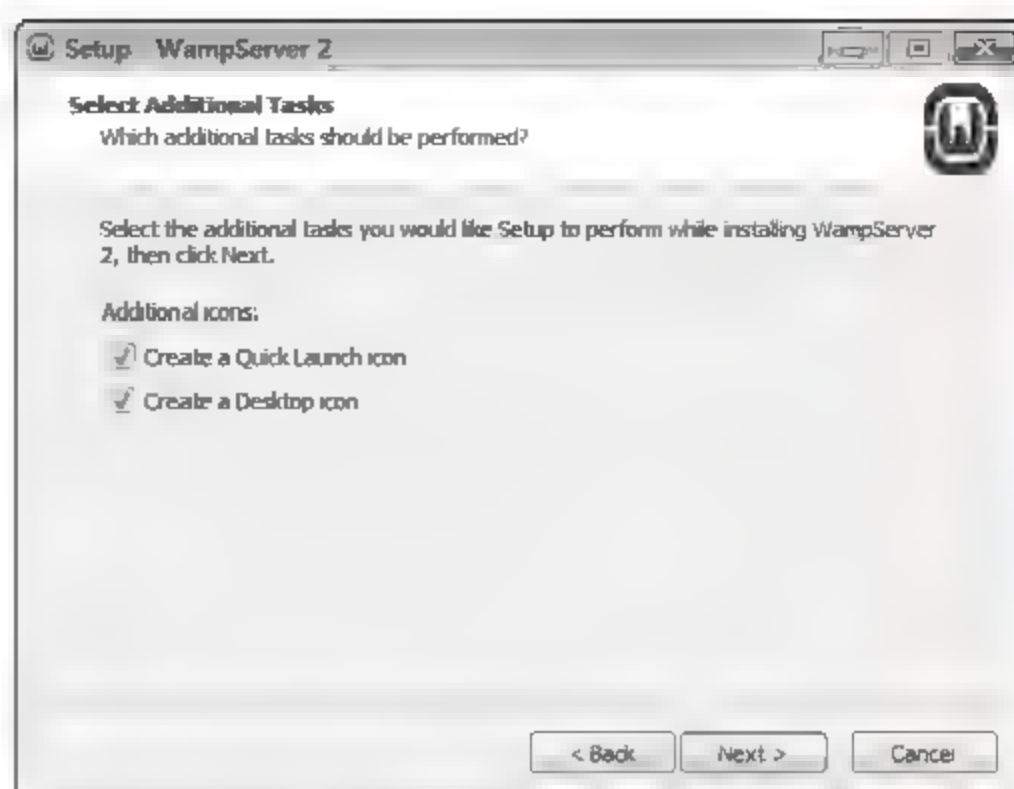 Setup WampServer 2
Select Additional Tasks
Which additional tasks should be performed?
Select the additional tasks you would like Setup to perform while installing WampServer
2, then click Next.
Additional icons:
Create a Quick Launch icon
Create a Desktop icon
< Back Next > Cancel